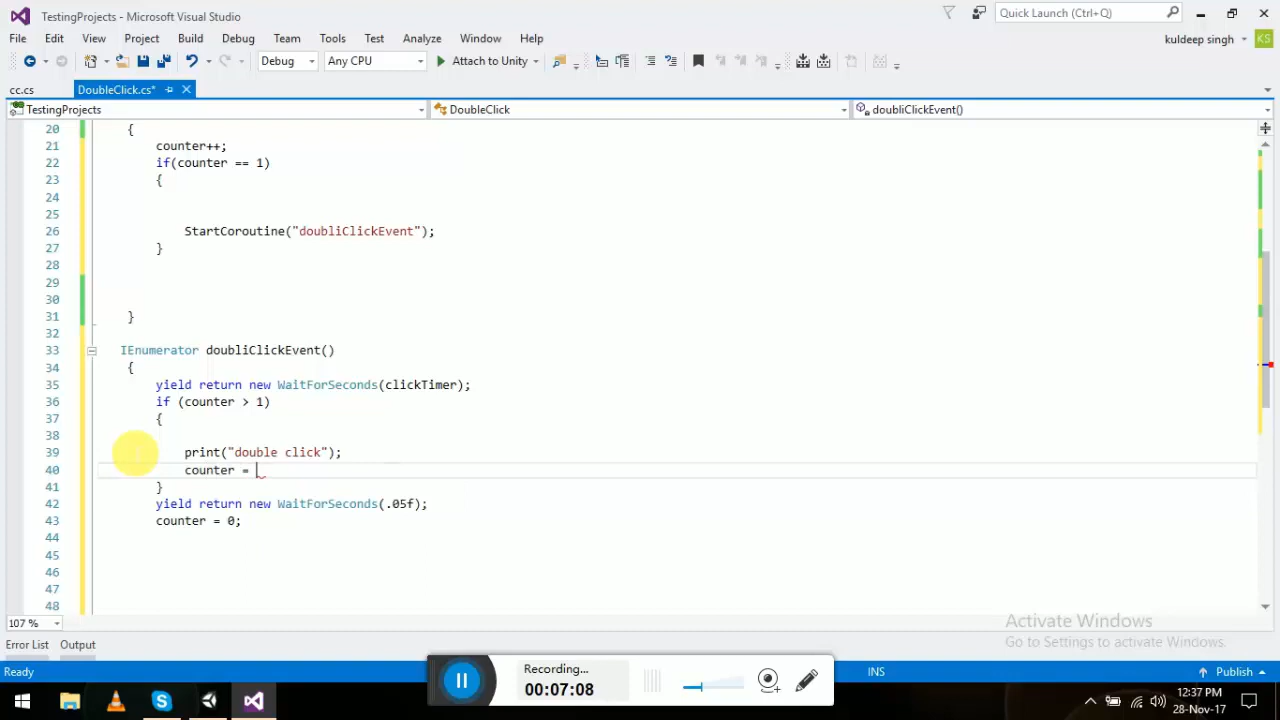 TestingProjects - Microsoft Visual Studio
Quick Launch (Ctrl+Q)
File Edit View Project Build Debug Team Tools Test Analyze Window Help
kuldeep singh KS
Debug Any CPU Attach to Unity
cc.cs DoubleClick.cs*
TestingProjects DoubleClick doubliClickEvent()
20 {
21 counter++;
22 if(counter == 1)
23 {
24
25
26 StartCoroutine("doubliClickEvent");
27 }
28
29
30
31 }
32
33 IEnumerator doubliClickEvent()
34 {
35 yield return new WaitForSeconds(clickTimer);
36 if (counter > 1)
37 {
38
39 print("double click");
40 counter =
41 }
42 yield return new WaitForSeconds(.05f);
43 counter = 0;
44
45
46
47
48
107 %
Activate Windows
Go to Settings to activate Windows.
Error List Output
Recording...
00:07:08
Ready INS Publish
12:37 PM
28-Nov-17